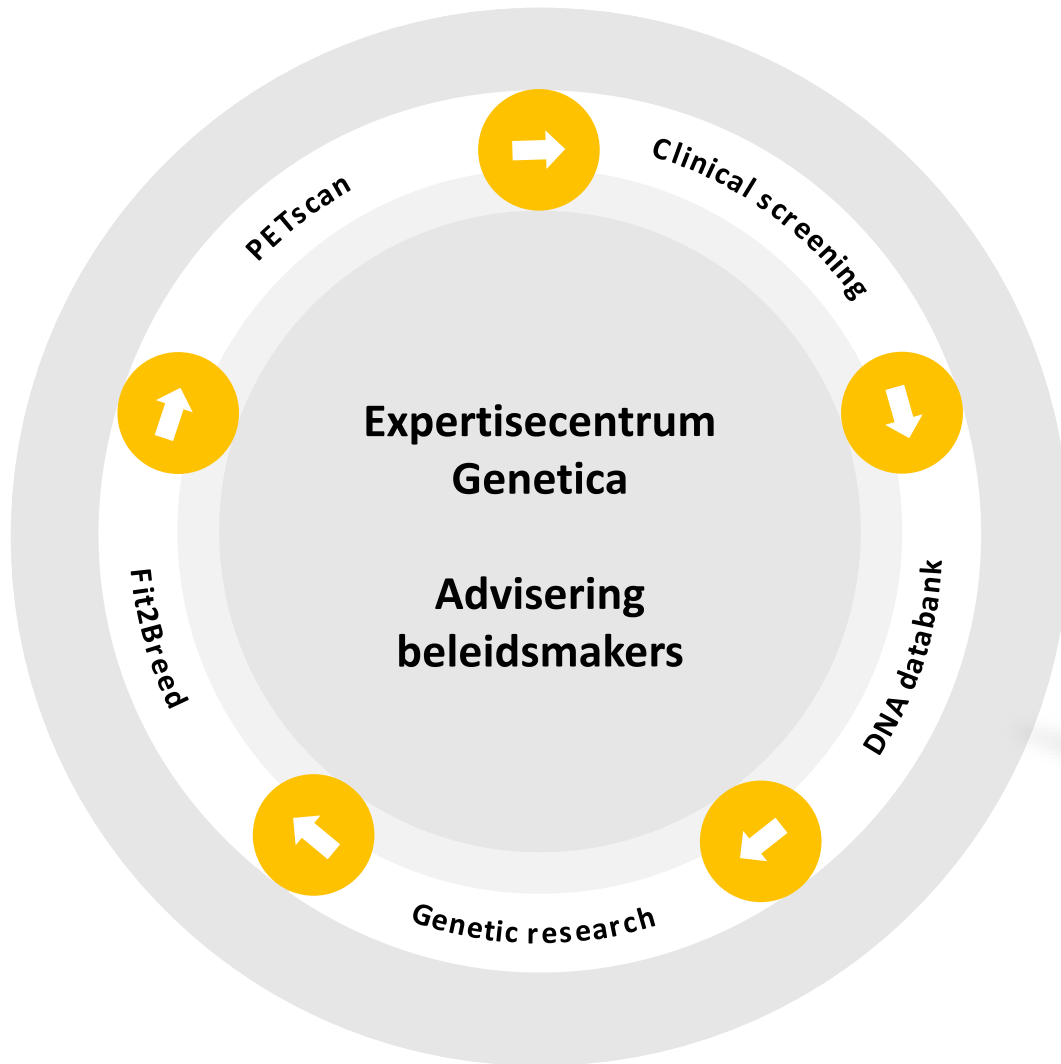 PETscan
Clinical screening
Expertisecentrum
Genetica
Advisering
beleidsmakers
Fit2Breed
DNA databank
Genetic research